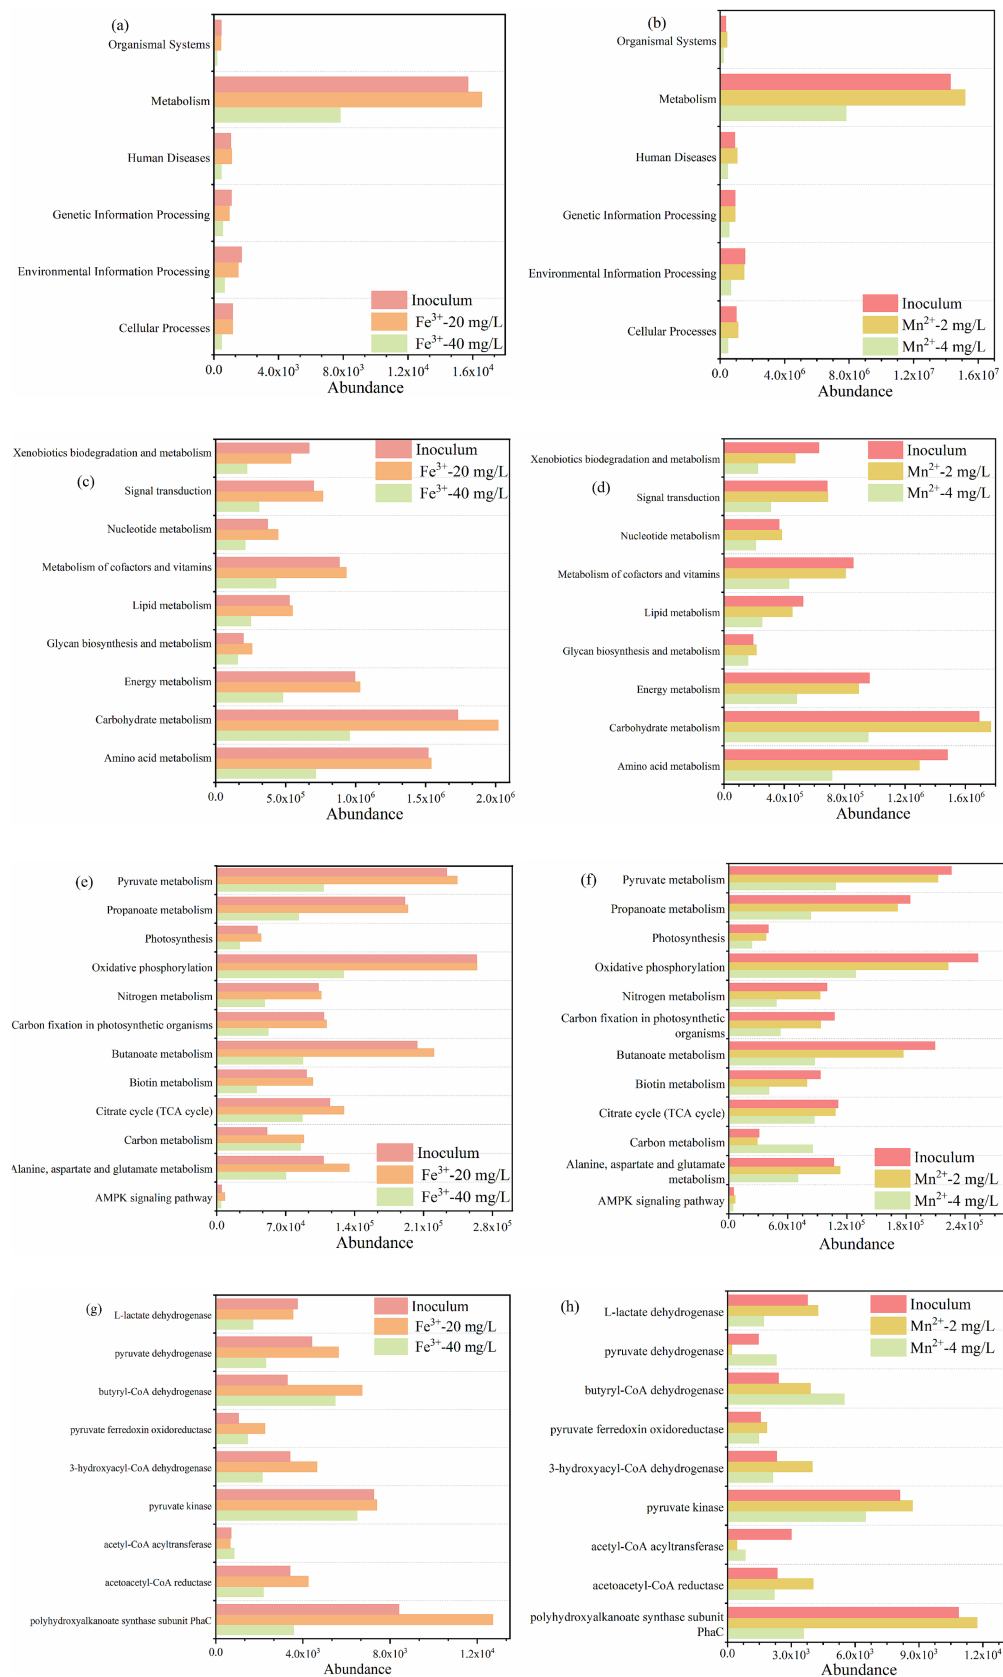 (a)
Organismal Systems
Metabolism
Human Diseases
Genetic Information Processing
Environmental Information Processing
Cellular Processes
Inoculum
Fe³⁺-20 mg/L
Fe³⁺-40 mg/L
0.0 4.0x10³ 8.0x10³ 1.2x10⁴ 1.6x10⁴
Abundance
(b)
Organismal Systems
Metabolism
Human Diseases
Genetic Information Processing
Environmental Information Processing
Cellular Processes
Inoculum
Mn²⁺-2 mg/L
Mn²⁺-4 mg/L
0.0 4.0x10⁶ 8.0x10⁶ 1.2x10⁷ 1.6x10⁷
Abundance
(c)
Xenobiotics biodegradation and metabolism
Signal transduction
Nucleotide metabolism
Metabolism of cofactors and vitamins
Lipid metabolism
Glycan biosynthesis and metabolism
Energy metabolism
Carbohydrate metabolism
Amino acid metabolism
Inoculum
Fe³⁺-20 mg/L
Fe³⁺-40 mg/L
0.0 5.0x10⁵ 1.0x10⁶ 1.5x10⁶ 2.0x10⁶
Abundance
(d)
Xenobiotics biodegradation and metabolism
Signal transduction
Nucleotide metabolism
Metabolism of cofactors and vitamins
Lipid metabolism
Glycan biosynthesis and metabolism
Energy metabolism
Carbohydrate metabolism
Amino acid metabolism
Inoculum
Mn²⁺-2 mg/L
Mn²⁺-4 mg/L
0.0 4.0x10⁵ 8.0x10⁵ 1.2x10⁶ 1.6x10⁶
Abundance
(e)
Pyruvate metabolism
Propanoate metabolism
Photosynthesis
Oxidative phosphorylation
Nitrogen metabolism
Carbon fixation in photosynthetic organisms
Butanoate metabolism
Biotin metabolism
Citrate cycle (TCA cycle)
Carbon metabolism
Alanine, aspartate and glutamate metabolism
AMPK signaling pathway
Inoculum
Fe³⁺-20 mg/L
Fe³⁺-40 mg/L
0.0 7.0x10⁴ 1.4x10⁵ 2.1x10⁵ 2.8x10⁵
Abundance
(f)
Pyruvate metabolism
Propanoate metabolism
Photosynthesis
Oxidative phosphorylation
Nitrogen metabolism
Carbon fixation in photosynthetic
organisms
Butanoate metabolism
Biotin metabolism
Citrate cycle (TCA cycle)
Carbon metabolism
Alanine, aspartate and glutamate
metabolism
AMPK signaling pathway
Inoculum
Mn²⁺-2 mg/L
Mn²⁺-4 mg/L
0.0 6.0x10⁴ 1.2x10⁵ 1.8x10⁵ 2.4x10⁵
Abundance
(g)
L-lactate dehydrogenase
pyruvate dehydrogenase
butyryl-CoA dehydrogenase
pyruvate ferredoxin oxidoreductase
3-hydroxyacyl-CoA dehydrogenase
pyruvate kinase
acetyl-CoA acyltransferase
acetoacetyl-CoA reductase
polyhydroxyalkanoate synthase subunit PhaC
Inoculum
Fe³⁺-20 mg/L
Fe³⁺-40 mg/L
0.0 4.0x10³ 8.0x10³ 1.2x10⁴
Abundance
(h)
L-lactate dehydrogenase
pyruvate dehydrogenase
butyryl-CoA dehydrogenase
pyruvate ferredoxin oxidoreductase
3-hydroxyacyl-CoA dehydrogenase
pyruvate kinase
acetyl-CoA acyltransferase
acetoacetyl-CoA reductase
polyhydroxyalkanoate synthase subunit
PhaC
Inoculum
Mn²⁺-2 mg/L
Mn²⁺-4 mg/L
0.0 3.0x10³ 6.0x10³ 9.0x10³ 1.2x10⁴
Abundance